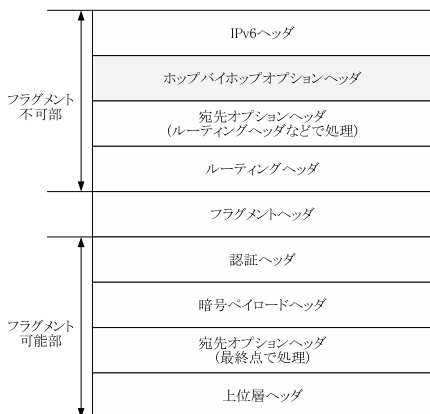 IPv6ヘッダ
ホップバイホップオプションヘッダ
フラグメント
不可部
宛先オプションヘッダ
(ルーティングヘッダなどで処理)
ルーティングヘッダ
フラグメントヘッダ
認証ヘッダ
暗号ペイロードヘッダ
フラグメント
可能部
宛先オプションヘッダ
(最終点で処理)
上位層ヘッダ